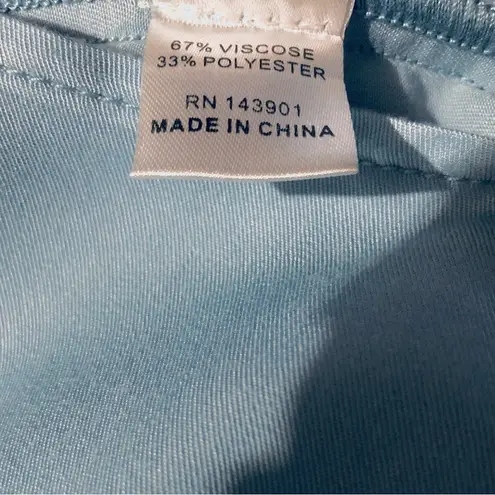 67% VISCOSE
33% POLYESTER
RN 143901
MADE IN CHINA